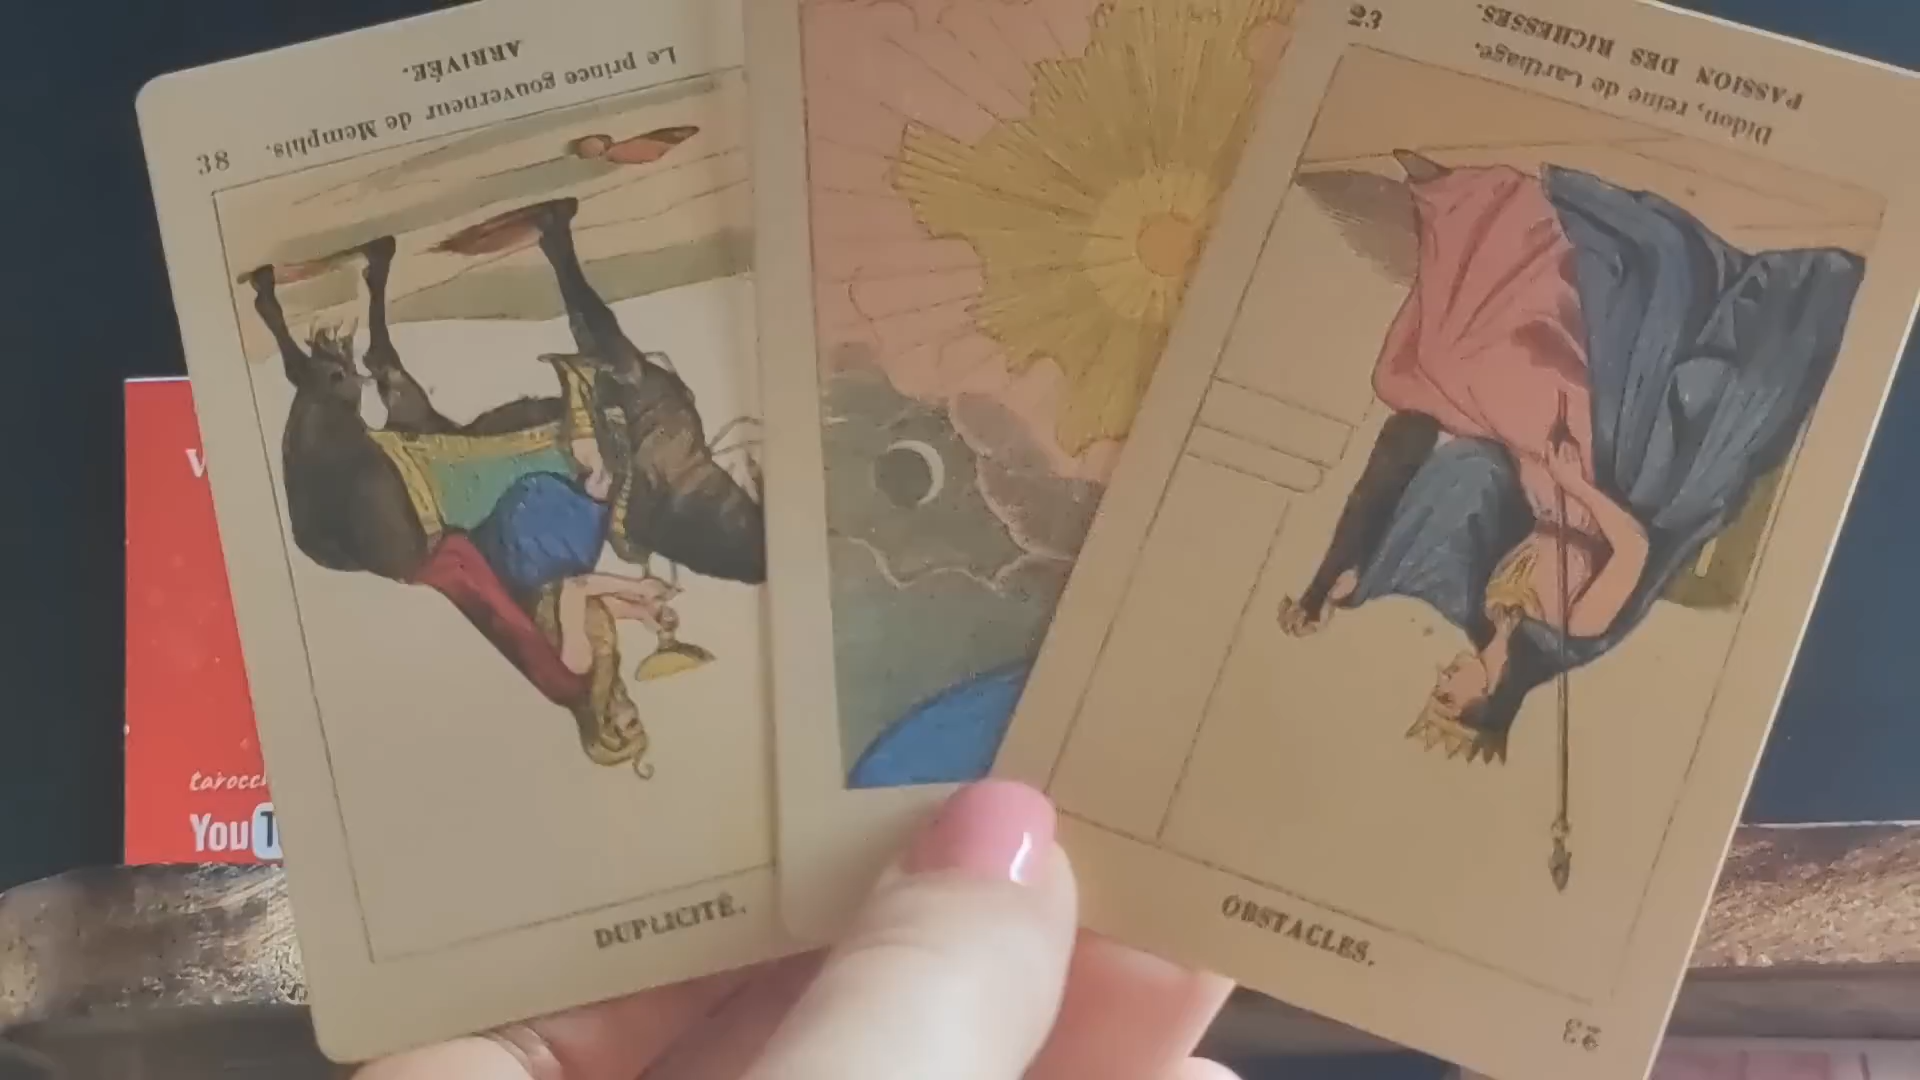 ARRIVÉE.
Le prince gouverneur de Memphis.
38
DUPLICITÉ.
23
PASSION DES RICHESSES.
Didon, reine de Carthage.
OBSTACLES.
23
tarocc
You